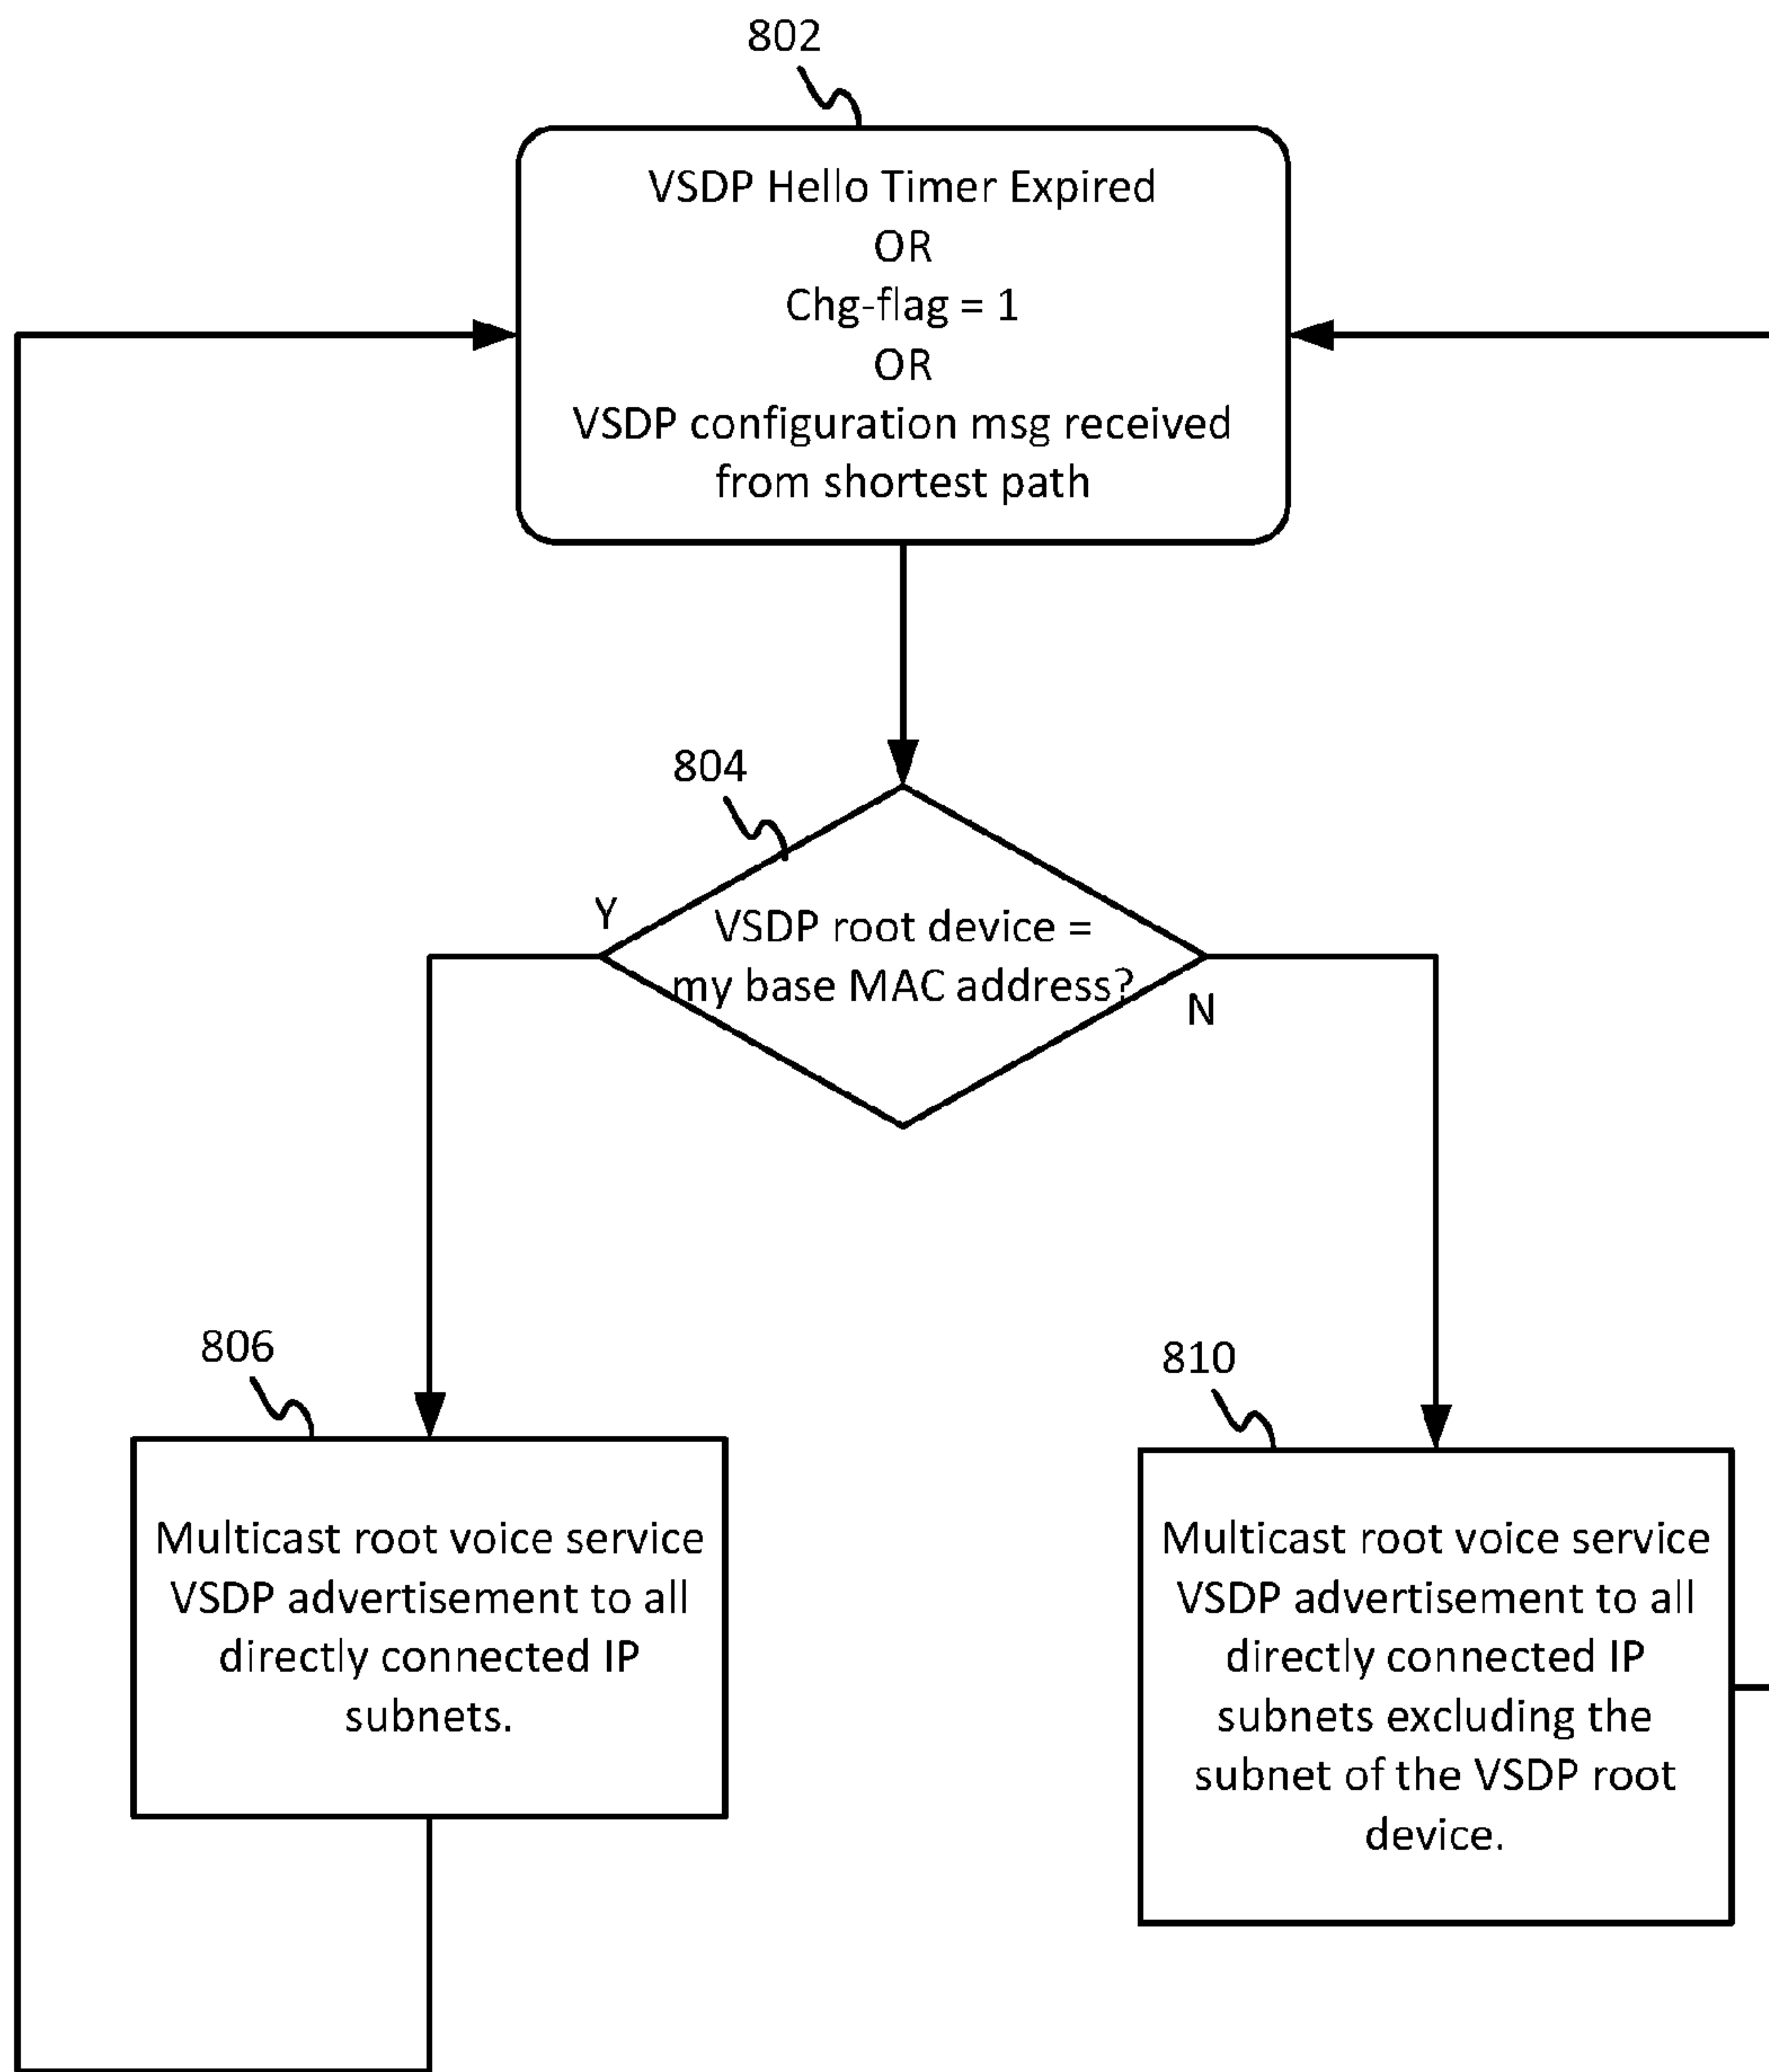 802
VSDP Hello Timer Expired
OR
Chg-flag = 1
OR
VSDP configuration msg received
from shortest path
804
Y
VSDP root device =
my base MAC address?
N
806
Multicast root voice service
VSDP advertisement to all
directly connected IP
subnets.
810
Multicast root voice service
VSDP advertisement to all
directly connected IP
subnets excluding the
subnet of the VSDP root
device.